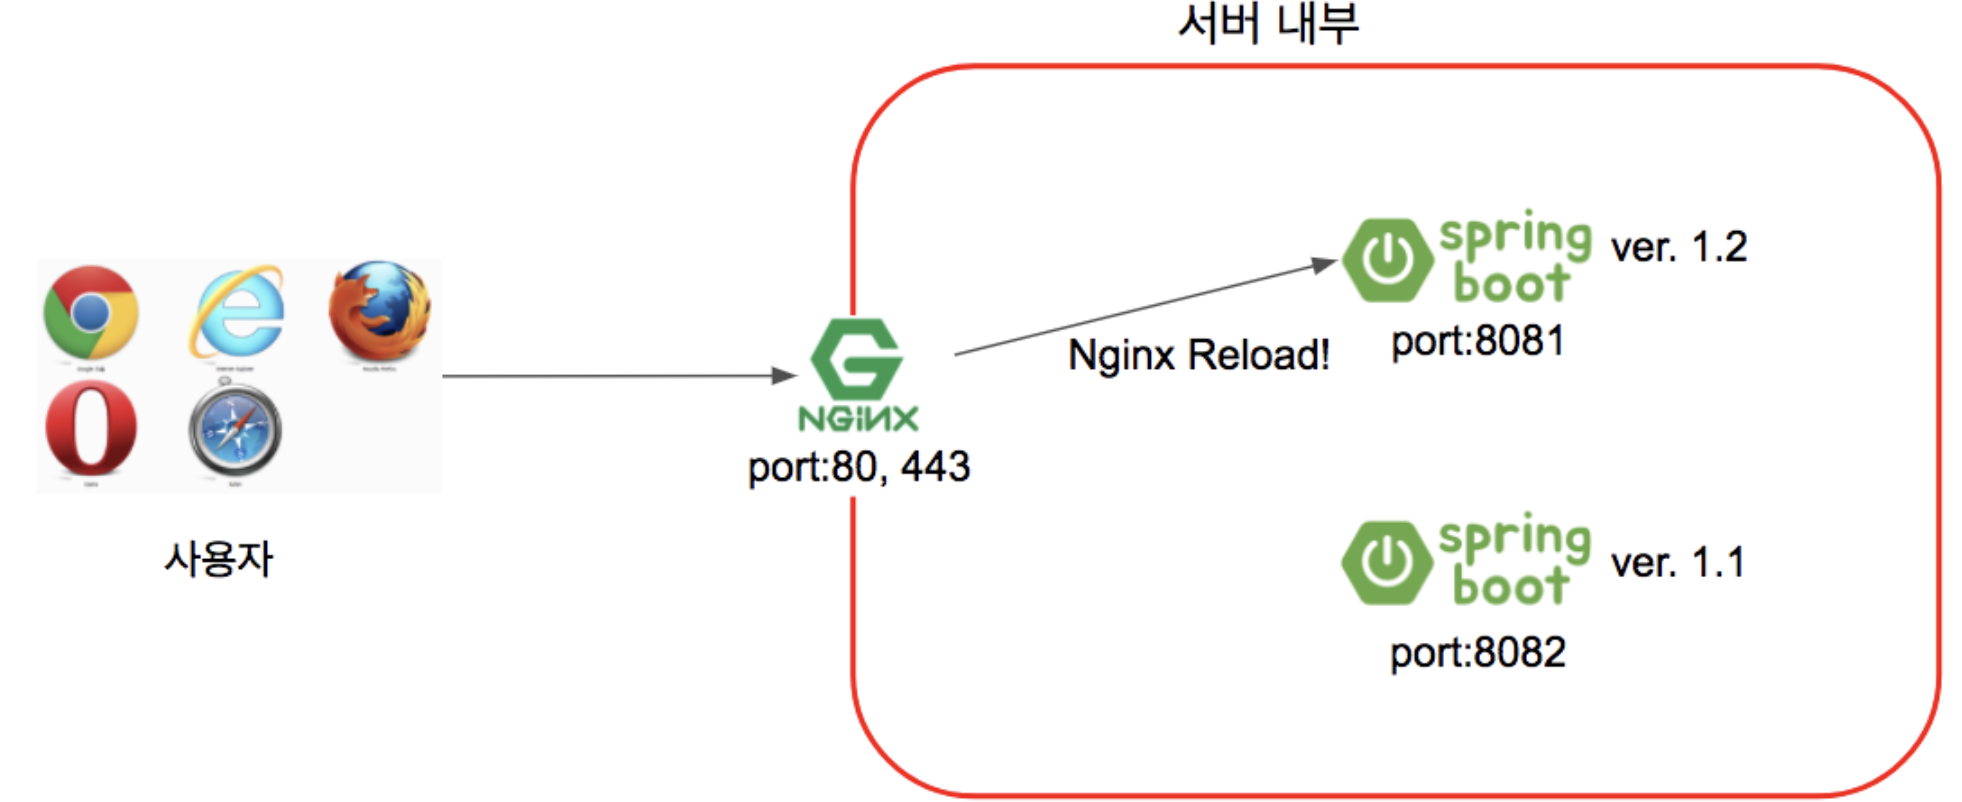 서버 내부
spring
boot
ver. 1.2
port:8081
Nginx Reload!
NGiNX
port:80, 443
사용자
spring
boot
ver. 1.1
port:8082